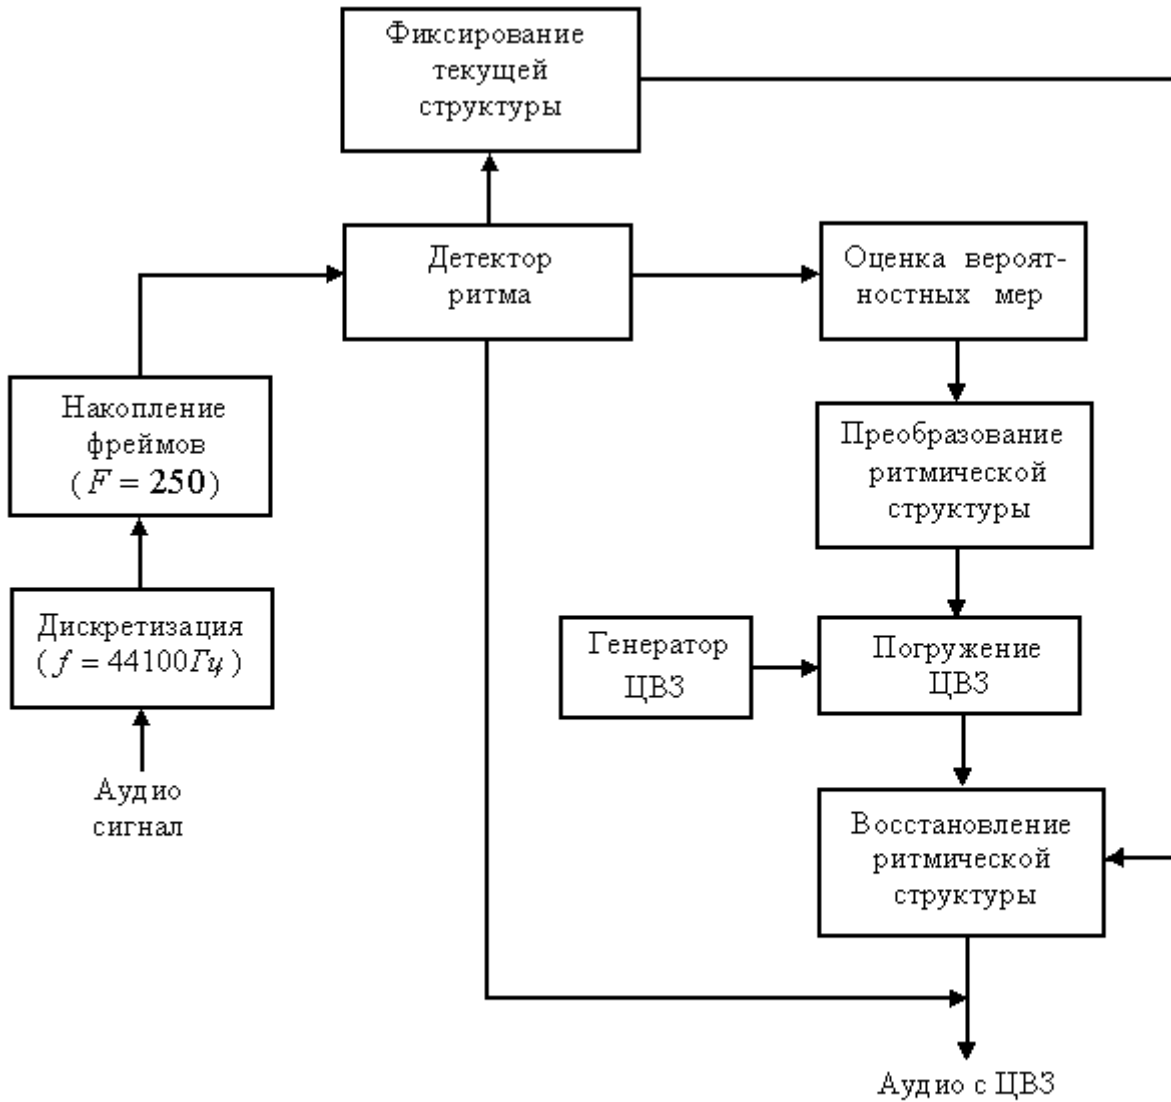 Фиксирование
текущей
структуры
Детектор
ритма
Оценка вероят-
ностных мер
Накопление
фреймов
(F = 250)
Преобразование
ритмической
структуры
Дискретизация
(f = 44100Гц)
Генератор
ЦВЗ
Погружение
ЦВЗ
Аудио
сигнал
Восстановление
ритмической
структуры
Аудио с ЦВЗ